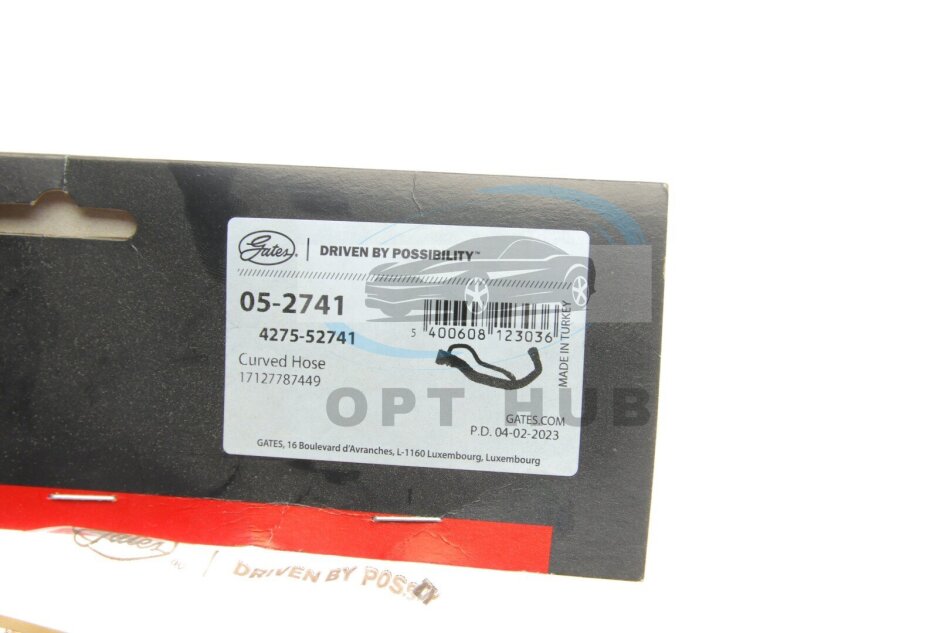 Gates | DRIVEN BY POSSIBILITY™
05-2741
4275-52741
5 400608 123036
Curved Hose
17127787449
MADE IN TURKEY
OPT HUB
GATES.COM
P.D. 04-02-2023
GATES, 16 Boulevard d'Avranches, L-1160 Luxembourg, Luxembourg
Gates | DRIVEN BY